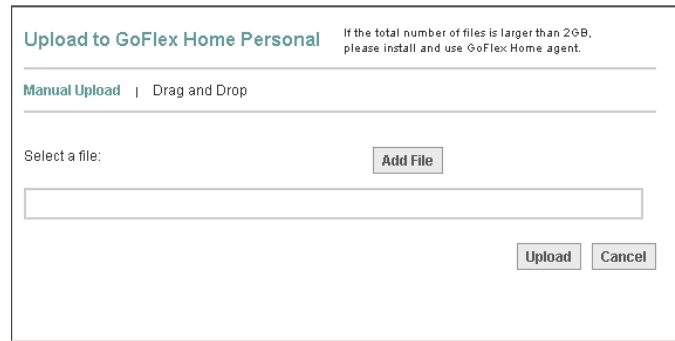 Upload to GoFlex Home Personal
If the total number of files is larger than 2GB,
please install and use GoFlex Home agent.
Manual Upload | Drag and Drop
Select a file:
Add File
Upload Cancel